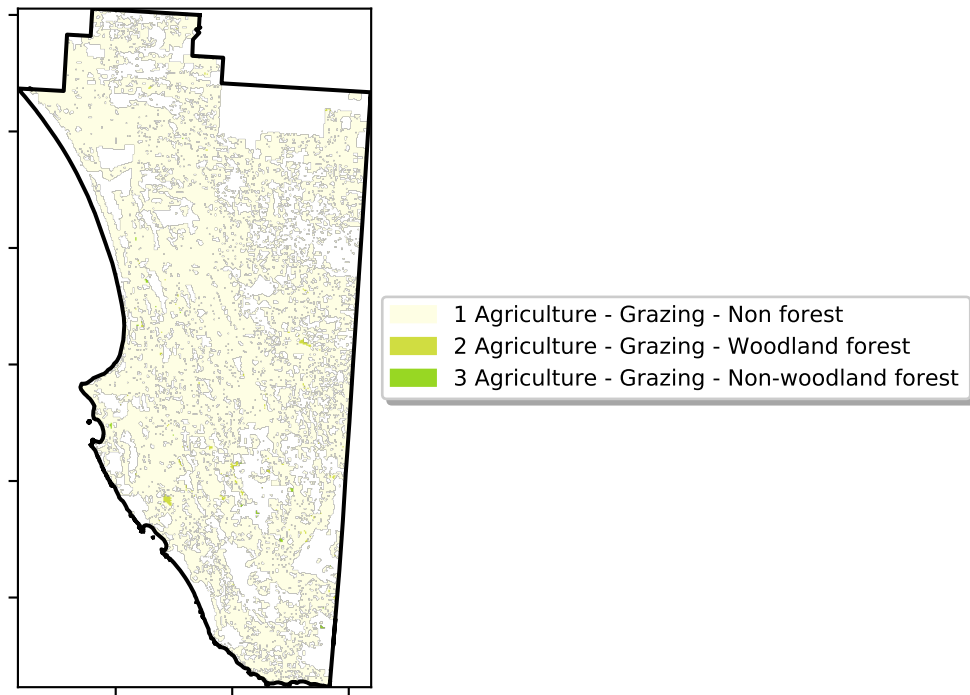 1 Agriculture - Grazing - Non forest
2 Agriculture - Grazing - Woodland forest
3 Agriculture - Grazing - Non-woodland forest